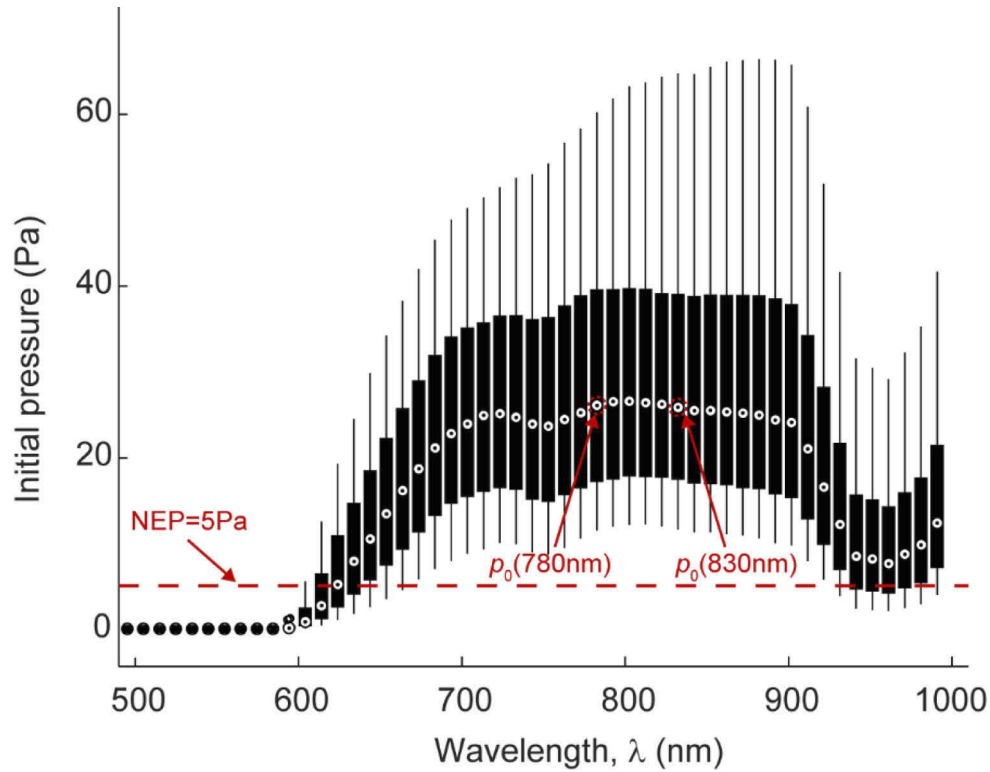 Initial pressure (Pa)
60
40
20
0
NEP=5Pa
p₀(780nm)
p₀(830nm)
500
600
700
800
900
1000
Wavelength, λ (nm)